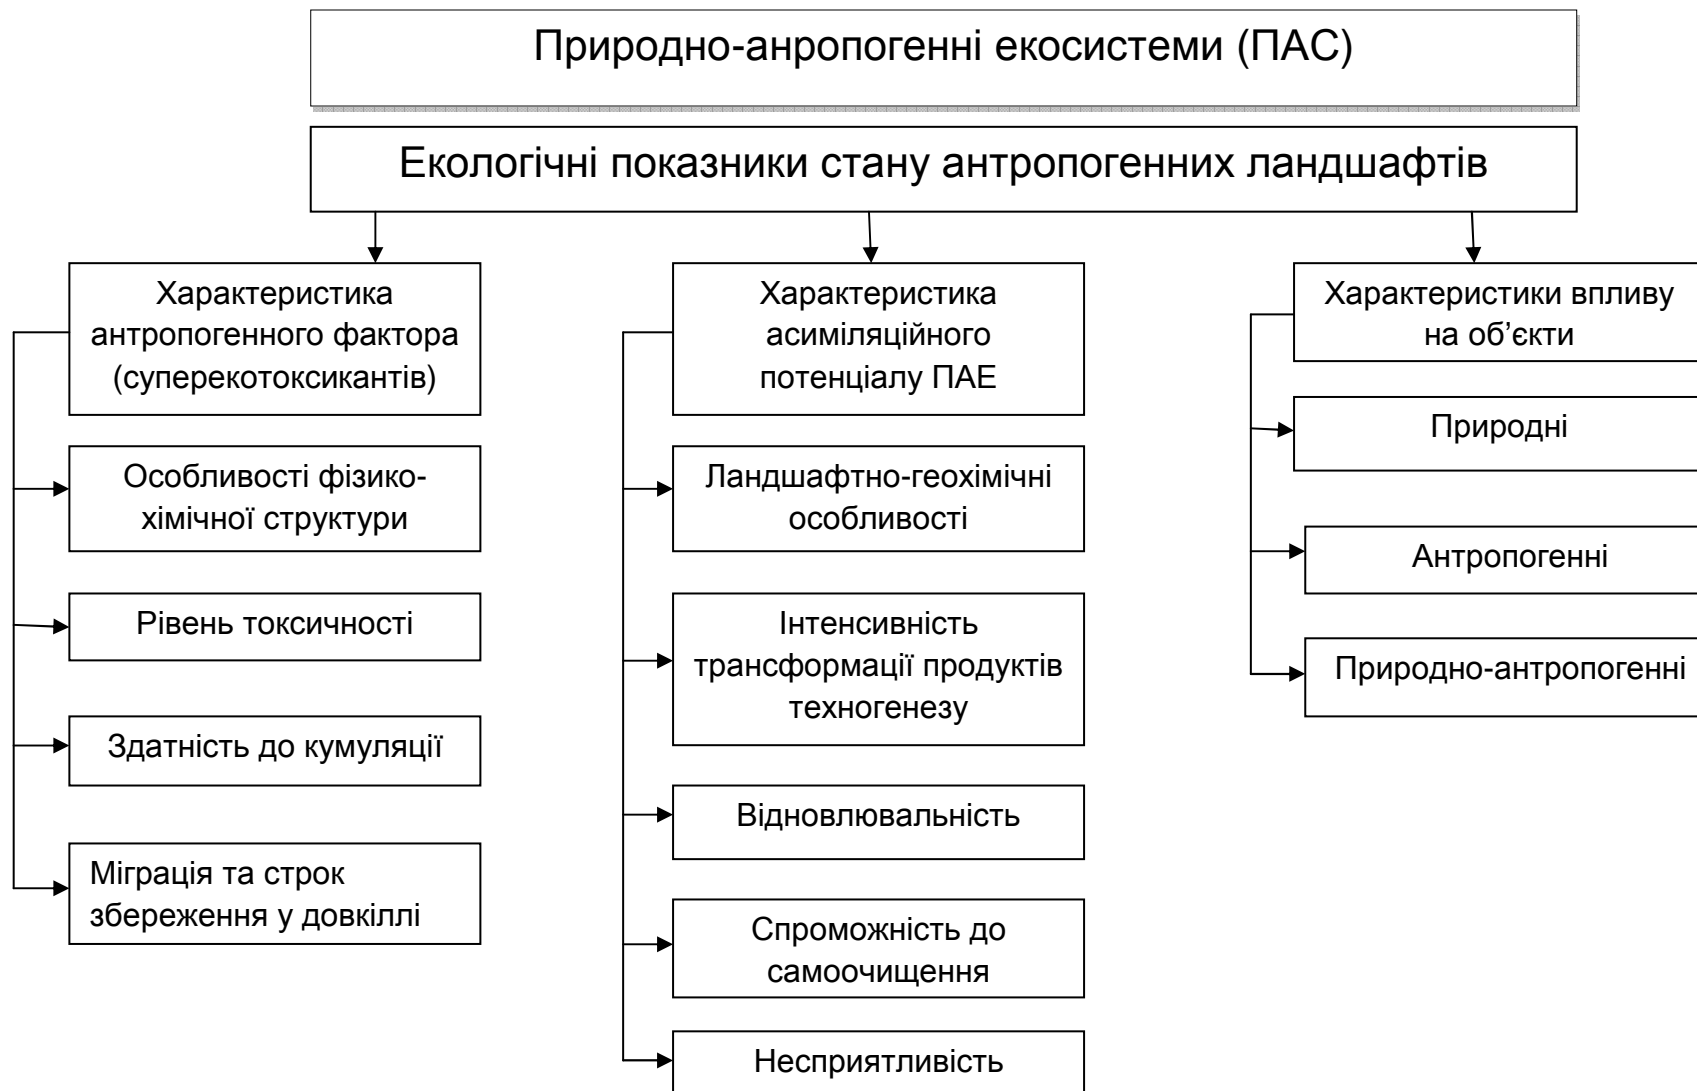 Природно-анропогенні екосистеми (ПАС)
Екологічні показники стану антропогенних ландшафтів
Характеристика
антропогенного фактора
(суперекотоксикантів)
Особливості фізико-
хімічної структури
Рівень токсичності
Здатність до кумуляції
Міграція та строк
збереження у довкіллі
Характеристика
асиміляційного
потенціалу ПАЕ
Ландшафтно-геохімічні
особливості
Інтенсивність
трансформації продуктів
техногенезу
Відновлювальність
Спроможність до
самоочищення
Несприятливість
Характеристики впливу
на об’єкти
Природні
Антропогенні
Природно-антропогенні